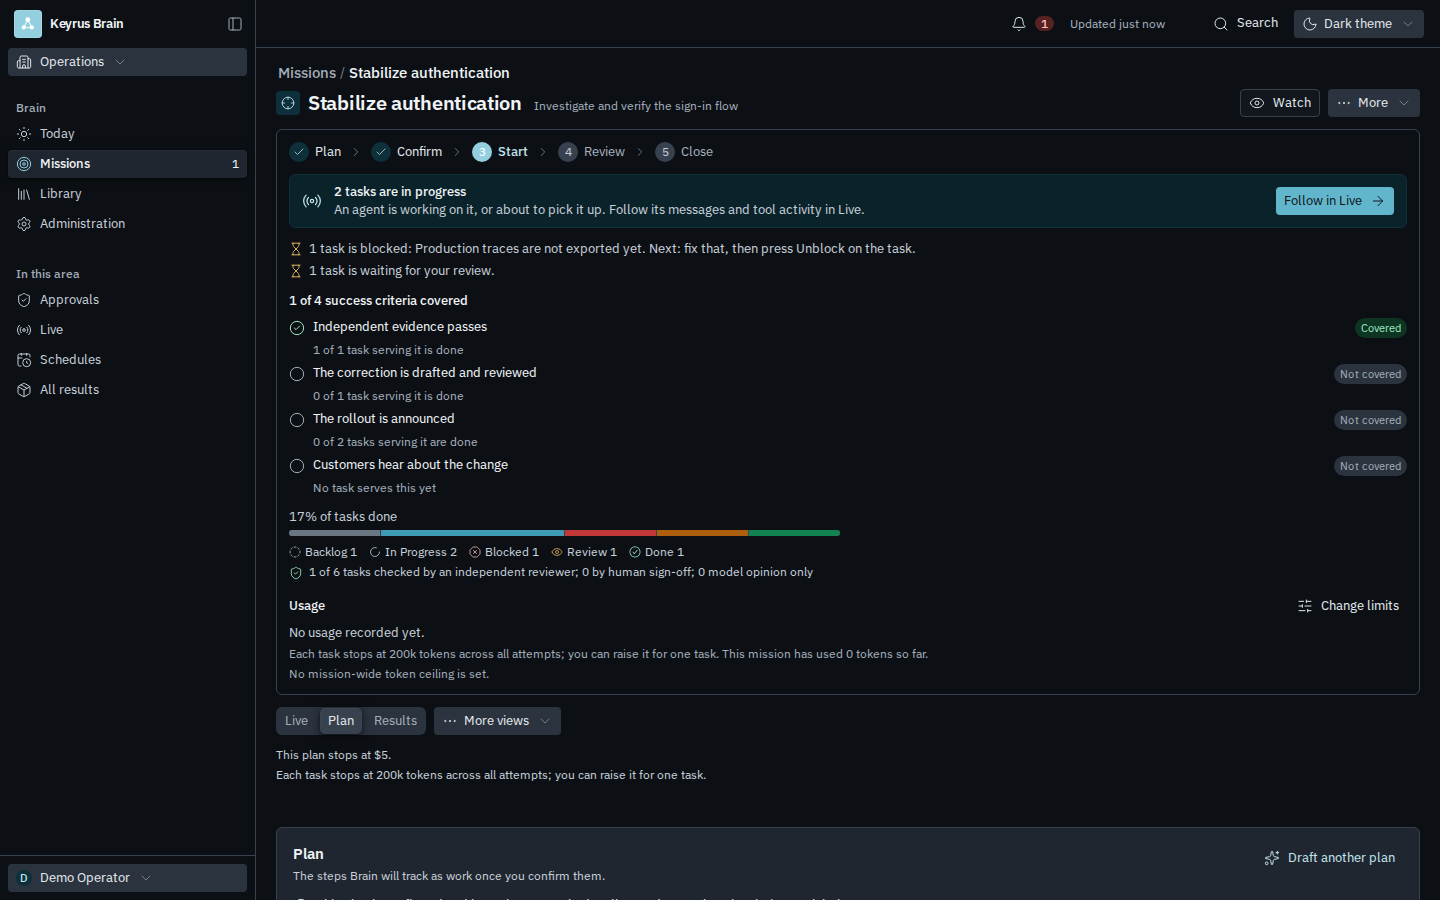 Keyrus Brain
1
Updated just now
Search
Dark theme
Operations
Brain
Today
Missions
1
Library
Administration
In this area
Approvals
Live
Schedules
All results
D
Demo Operator
Missions / Stabilize authentication
Stabilize authentication
Investigate and verify the sign-in flow
Watch
More
Plan
Confirm
3 Start
4 Review
5 Close
2 tasks are in progress
An agent is working on it, or about to pick it up. Follow its messages and tool activity in Live.
Follow in Live
1 task is blocked: Production traces are not exported yet. Next: fix that, then press Unblock on the task.
1 task is waiting for your review.
1 of 4 success criteria covered
Independent evidence passes
Covered
1 of 1 task serving it is done
The correction is drafted and reviewed
Not covered
0 of 1 task serving it is done
The rollout is announced
Not covered
0 of 2 tasks serving it are done
Customers hear about the change
Not covered
No task serves this yet
17% of tasks done
Backlog 1
In Progress 2
Blocked 1
Review 1
Done 1
1 of 6 tasks checked by an independent reviewer; 0 by human sign-off; 0 model opinion only
Usage
Change limits
No usage recorded yet.
Each task stops at 200k tokens across all attempts; you can raise it for one task. This mission has used 0 tokens so far.
No mission-wide token ceiling is set.
Live
Plan
Results
More views
This plan stops at $5.
Each task stops at 200k tokens across all attempts; you can raise it for one task.
Plan
Draft another plan
The steps Brain will track as work once you confirm them.